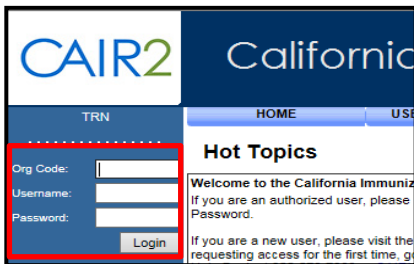 CAIR2
Californic
TRN
HOME
USE
Org Code:
Username:
Password:
Login
Hot Topics
Welcome to the California Immuniz
If you are an authorized user, please
Password.
If you are a new user, please visit the
requesting access for the first time, g